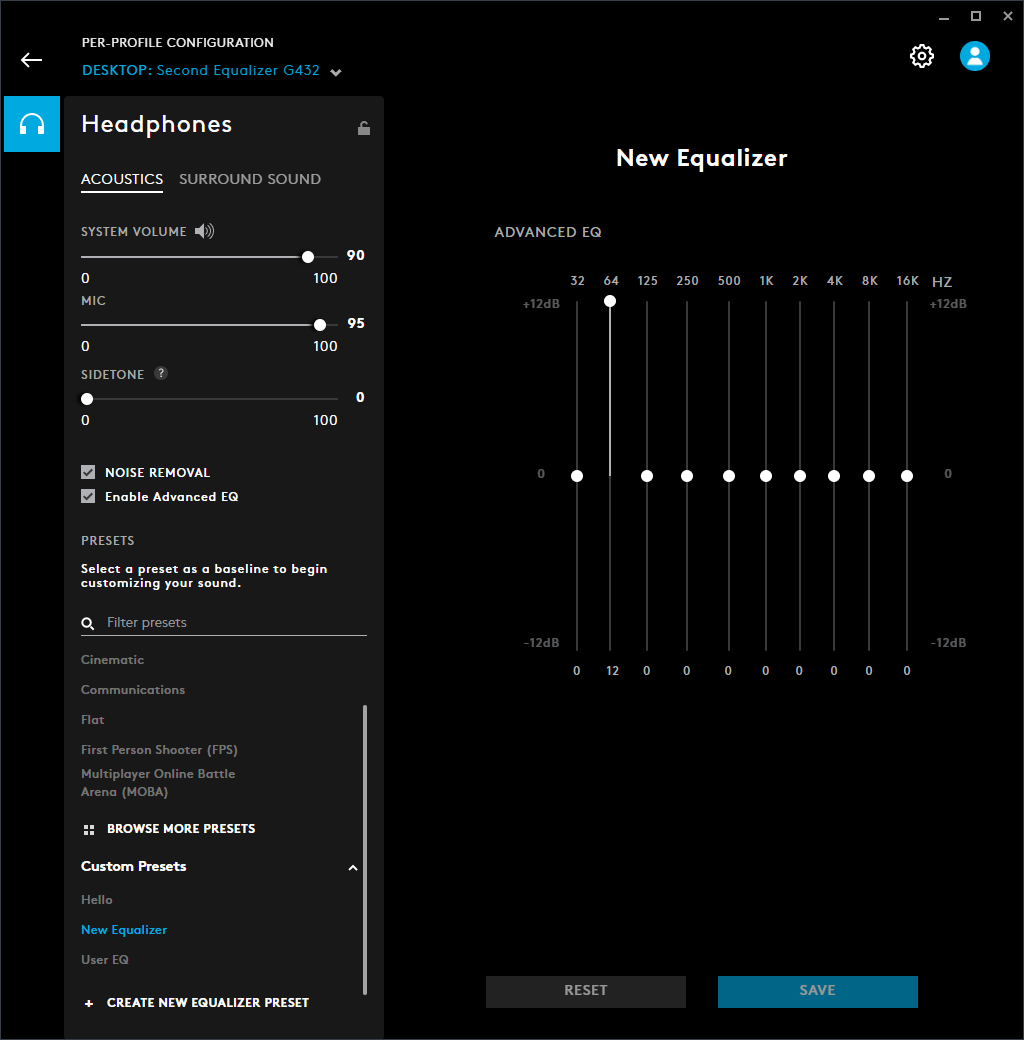 PER-PROFILE CONFIGURATION
DESKTOP: Second Equalizer G432
Headphones
ACOUSTICS SURROUND SOUND
SYSTEM VOLUME
90
0 100
MIC
95
0 100
SIDETONE ?
0
0 100
NOISE REMOVAL
Enable Advanced EQ
PRESETS
Select a preset as a baseline to begin
customizing your sound.
Filter presets
Cinematic
Communications
Flat
First Person Shooter (FPS)
Multiplayer Online Battle
Arena (MOBA)
BROWSE MORE PRESETS
Custom Presets
Hello
New Equalizer
User EQ
+ CREATE NEW EQUALIZER PRESET
New Equalizer
ADVANCED EQ
32 64 125 250 500 1K 2K 4K 8K 16K HZ
+12dB +12dB
0 0
-12dB -12dB
0 12 0 0 0 0 0 0 0 0
RESET SAVE